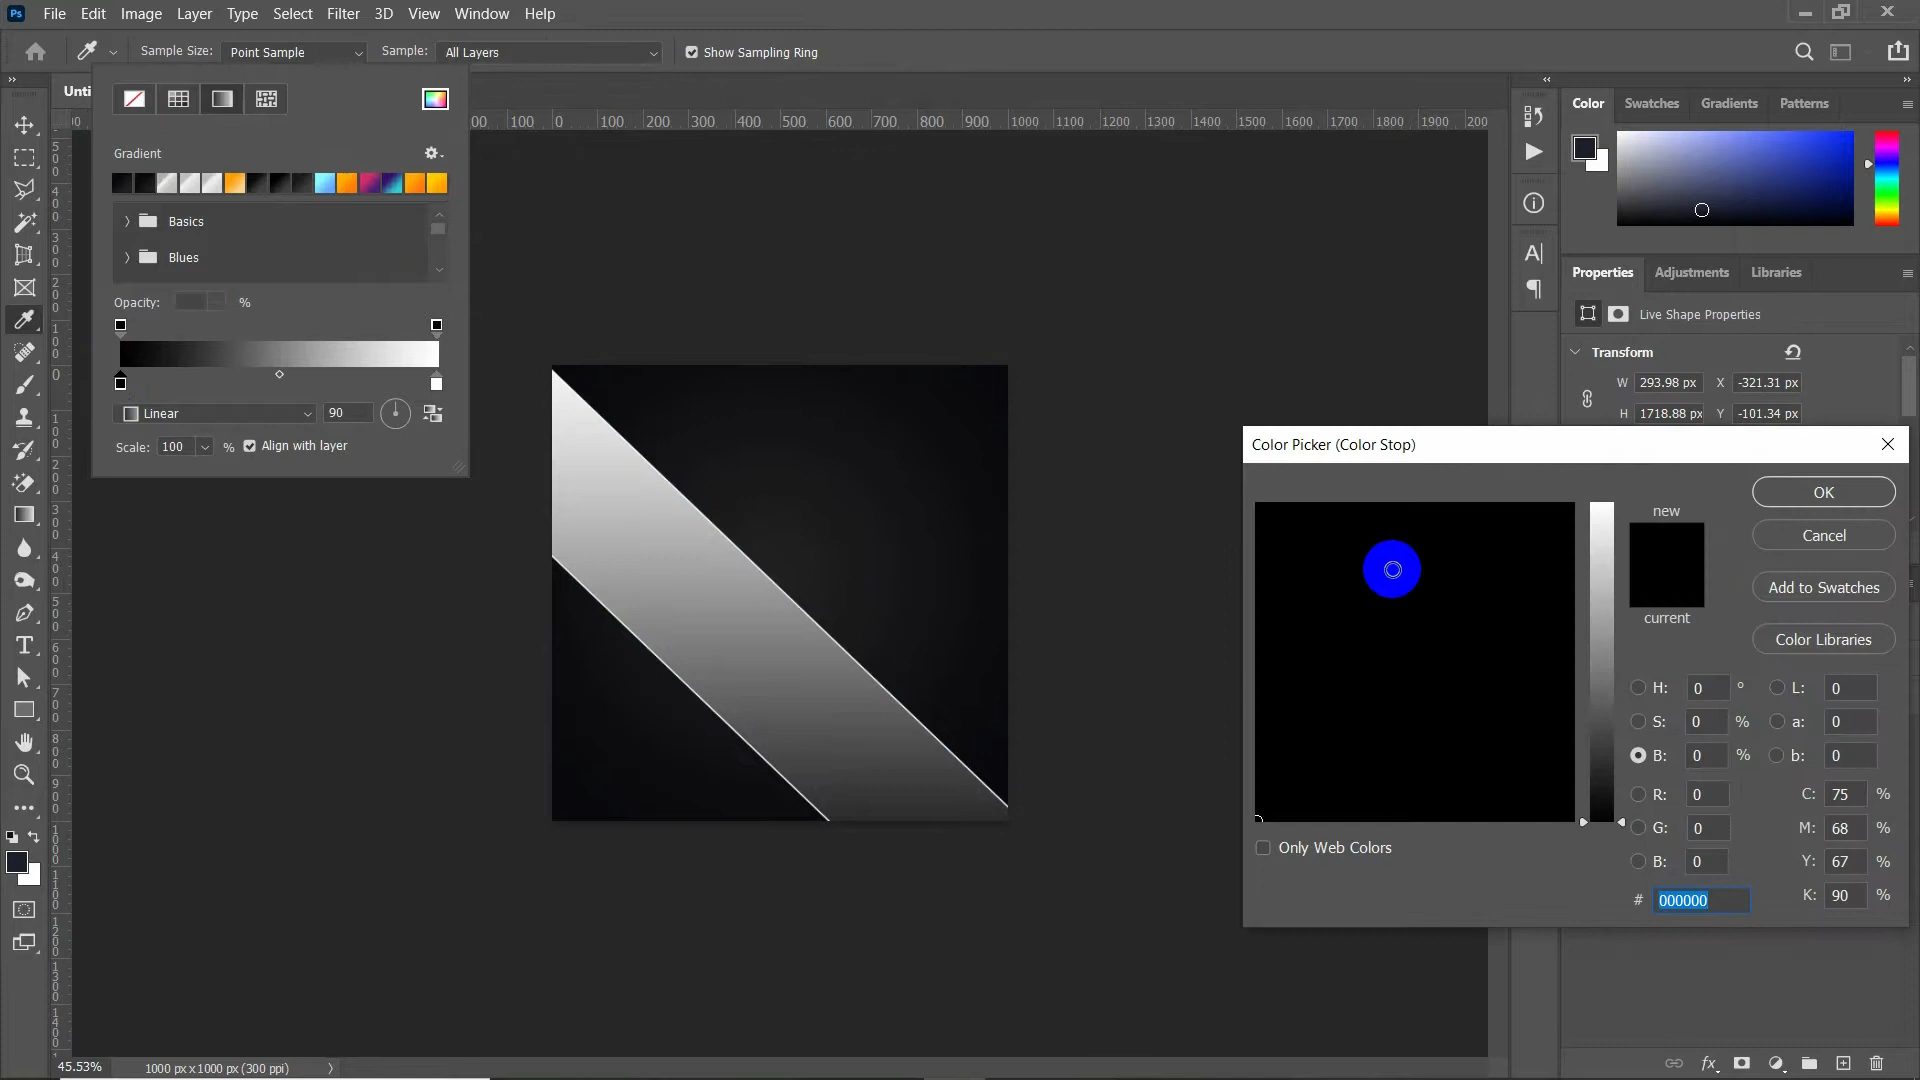 Ps File Edit Image Layer Type Select Filter 3D View Window Help
Sample Size: Point Sample Sample: All Layers Show Sampling Ring
Unti
Color Swatches Gradients Patterns
00 100 0 100 200 300 400 500 600 700 800 900 1000 1100 1200 1300 1400 1500 1600 1700 1800 1900 200
Gradient
Basics
Blues
Opacity: %
Linear 90
Scale: 100 % Align with layer
Properties Adjustments Libraries
Live Shape Properties
Transform
W 293.98 px X -321.31 px
H 1718.88 px Y -101.34 px
Color Picker (Color Stop)
new
current
OK
Cancel
Add to Swatches
Color Libraries
H: 0 ° L: 0
S: 0 % a: 0
B: 0 % b: 0
R: 0 C: 75 %
G: 0 M: 68 %
B: 0 Y: 67 %
# 000000 K: 90 %
Only Web Colors
45.53% 1000 px x 1000 px (300 ppi)